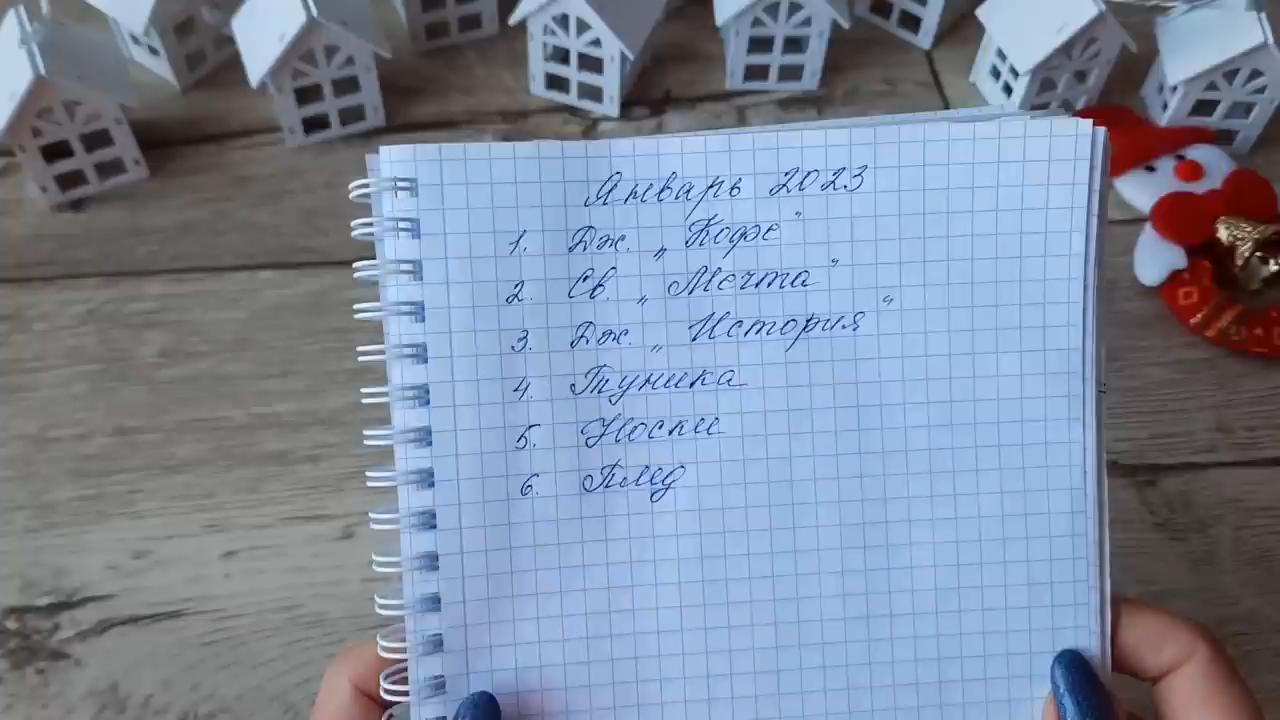 Январь 2023
1. Дж. „Кофе"
2. Св. „Мечта"
3. Дж. „История"
4. Туника
5. Носки
6. Плед